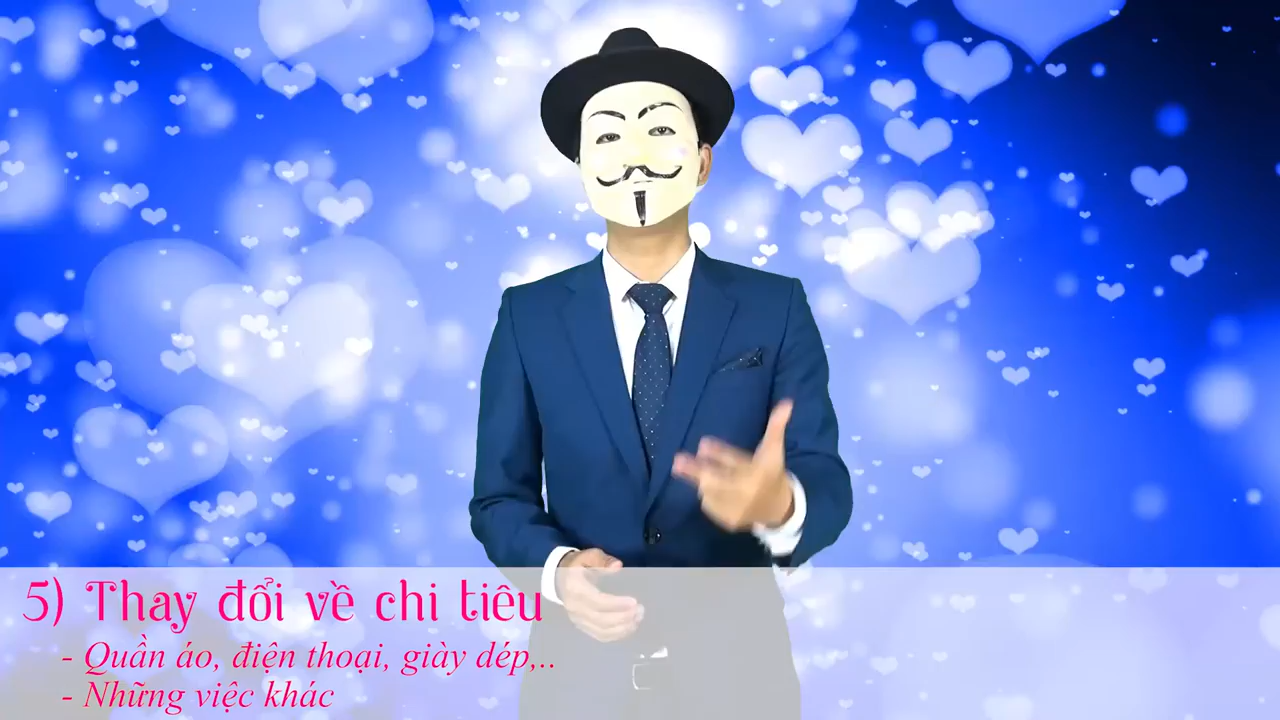 5) Thay đổi về chi tiêu
- Quần áo, điện thoại, giày dép,..
- Những việc khác